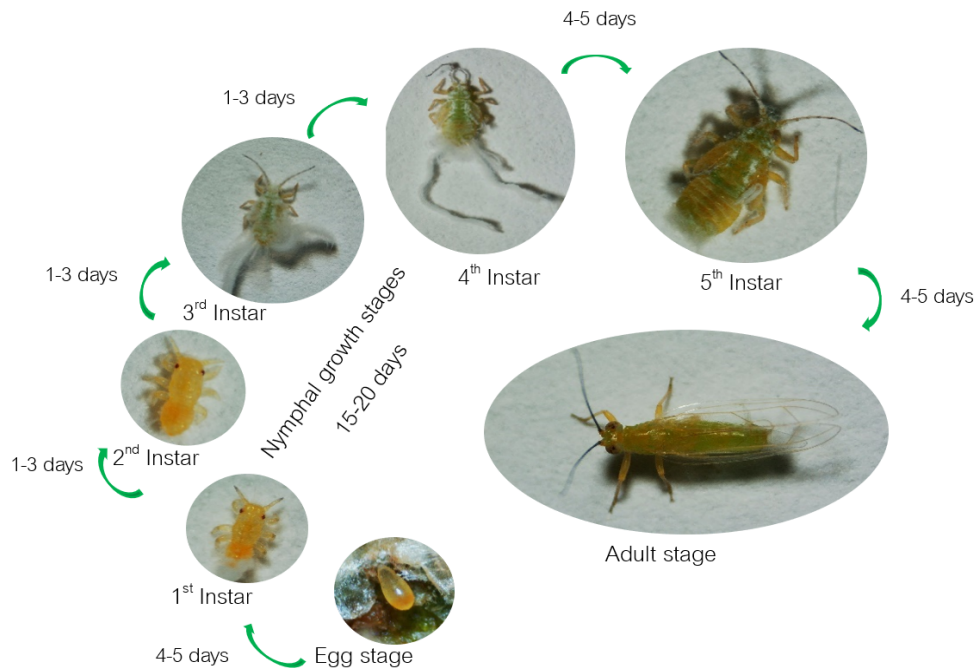 4-5 days
1-3 days
4th Instar
5th Instar
1-3 days
4-5 days
3rd Instar
Nymphal growth stages
15-20 days
2nd Instar
1-3 days
Adult stage
1st Instar
Egg stage
4-5 days